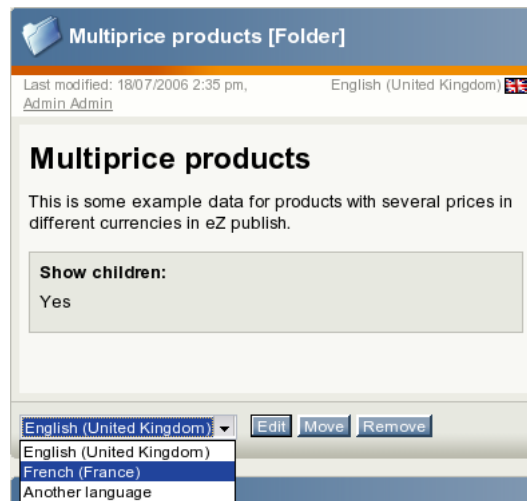 Multiprice products [Folder]
Last modified: 18/07/2006 2:35 pm, English (United Kingdom)
Admin Admin
Multiprice products
This is some example data for products with several prices in
different currencies in eZ publish.
Show children:
Yes
English (United Kingdom) Edit Move Remove
English (United Kingdom)
French (France)
Another language